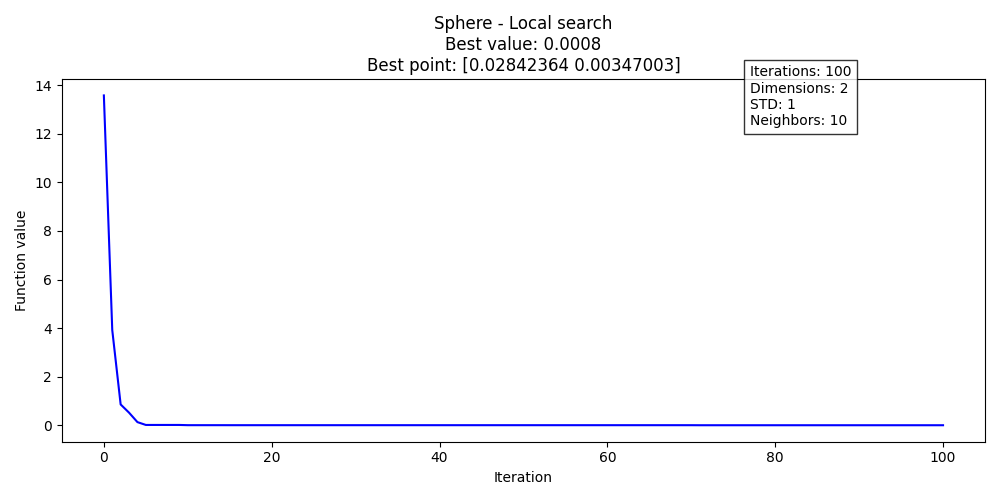 Sphere - Local search
Best value: 0.0008
Best point: [0.02842364 0.00347003]
Iterations: 100
Dimensions: 2
STD: 1
Neighbors: 10
14
12
10
8
6
4
2
0
Function value
0 20 40 60 80 100
Iteration